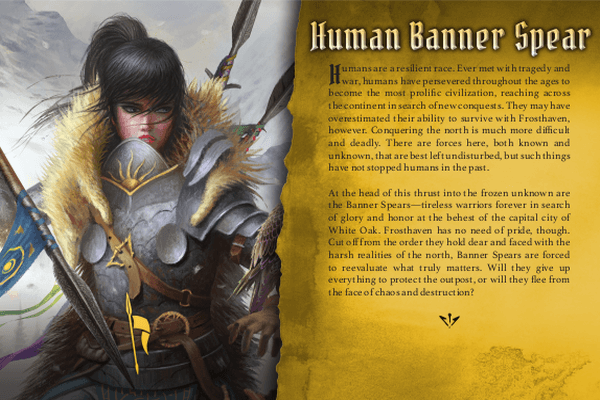 Human Banner Spear
Humans are a resilient race. Ever met with tragedy and
war, humans have persevered throughout the ages to
become the most prolific civilization, reaching across
the continent in search of new conquests. They may have
overestimated their ability to survive with Frosthaven,
however. Conquering the north is much more difficult
and deadly. There are forces here, both known and
unknown, that are best left undisturbed, but such things
have not stopped humans in the past.
At the head of this thrust into the frozen unknown are
the Banner Spears—tireless warriors forever in search
of glory and honor at the behest of the capital city of
White Oak. Frosthaven has no need of pride, though.
Cut off from the order they hold dear and faced with the
harsh realities of the north, Banner Spears are forced
to reevaluate what truly matters. Will they give up
everything to protect the outpost, or will they flee from
the face of chaos and destruction?